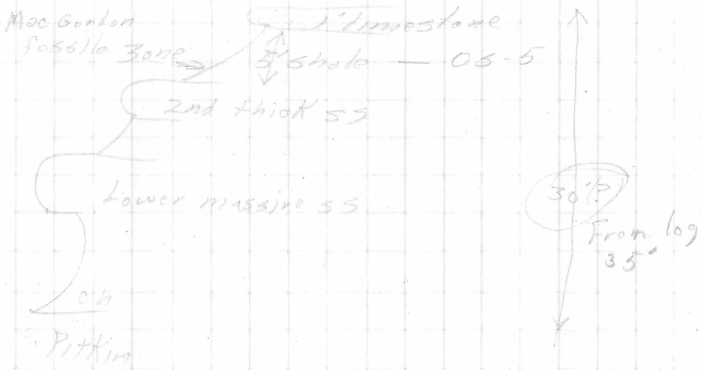 Mac Gordon
fossile Zone
1' limestone
5' shale — OS-5
2nd thick ss
Lower massive ss
30'?
From log
35'
Pitkin